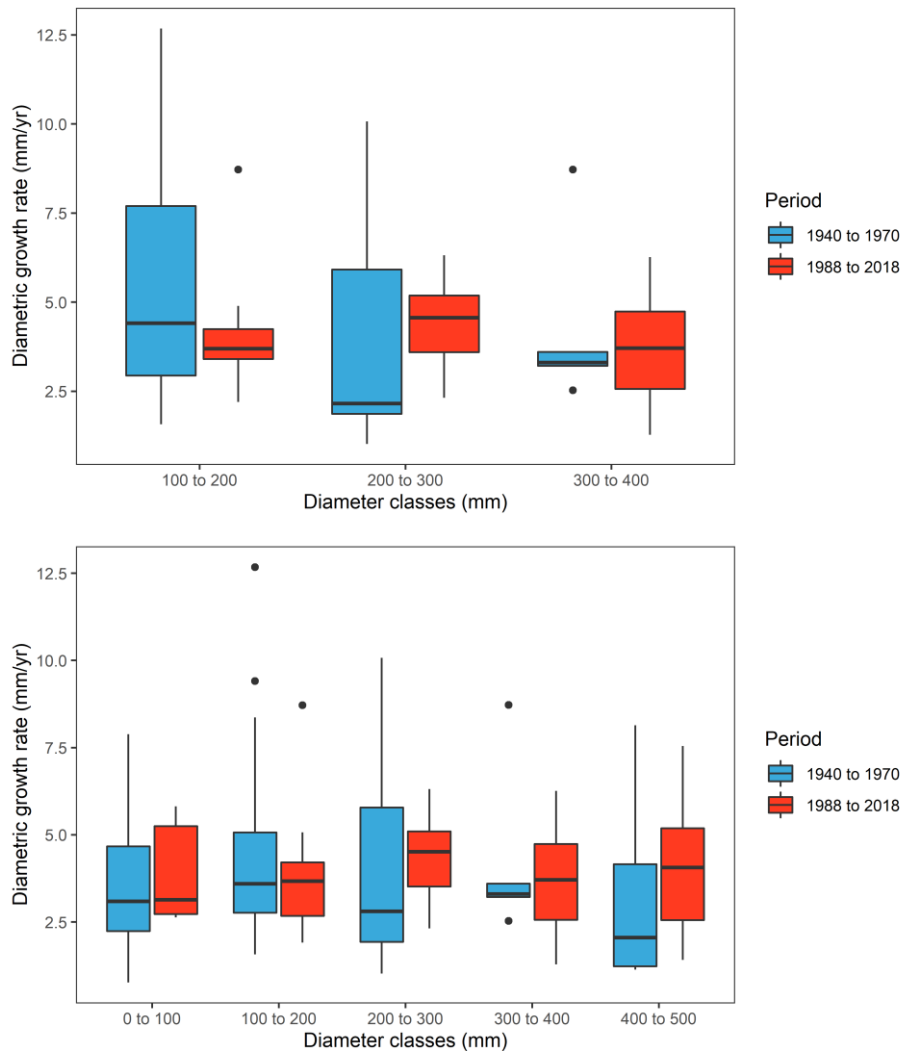 12.5
10.0
7.5
5.0
2.5
Diametric growth rate (mm/yr)
100 to 200
200 to 300
300 to 400
Diameter classes (mm)
Period
1940 to 1970
1988 to 2018
12.5
10.0
7.5
5.0
2.5
Diametric growth rate (mm/yr)
0 to 100
100 to 200
200 to 300
300 to 400
400 to 500
Diameter classes (mm)
Period
1940 to 1970
1988 to 2018